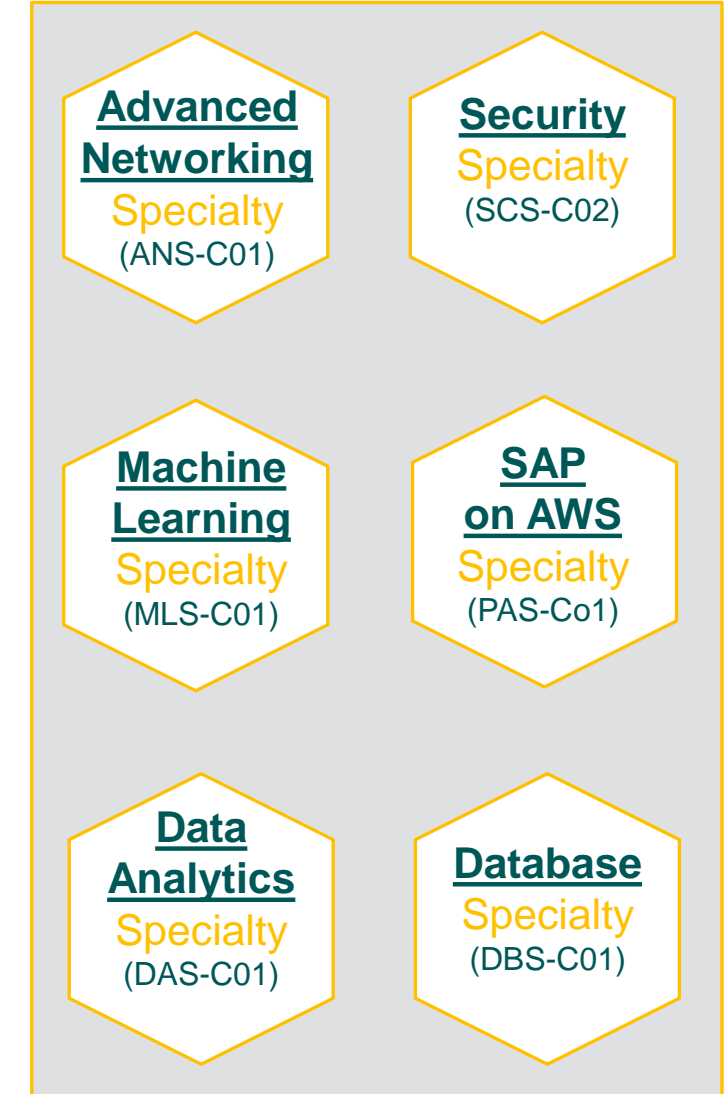 Advanced
Networking
Specialty
(ANS-C01)
Security
Specialty
(SCS-C02)
Machine
Learning
Specialty
(MLS-C01)
SAP
on AWS
Specialty
(PAS-Co1)
Data
Analytics
Specialty
(DAS-C01)
Database
Specialty
(DBS-C01)